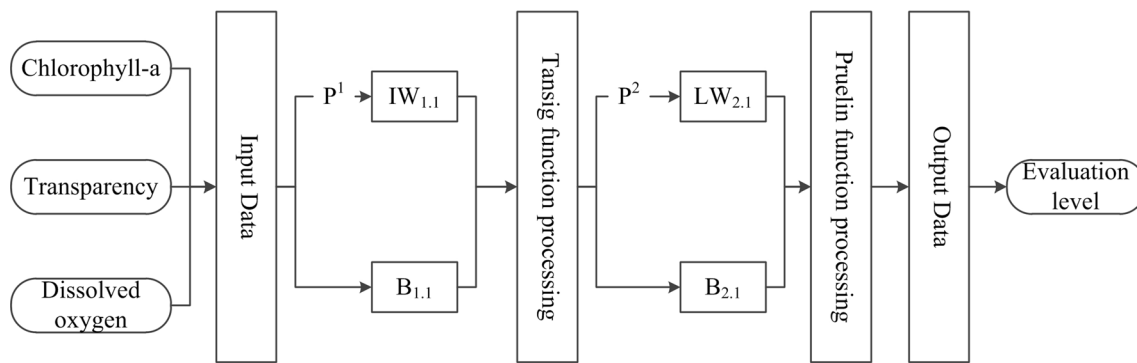 Chlorophyll-a
Transparency
Dissolved
oxygen
Input Data
P¹
IW₁.₁
B₁.₁
Tansig function processing
P²
LW₂.₁
B₂.₁
Pruelin function processing
Output Data
Evaluation
level